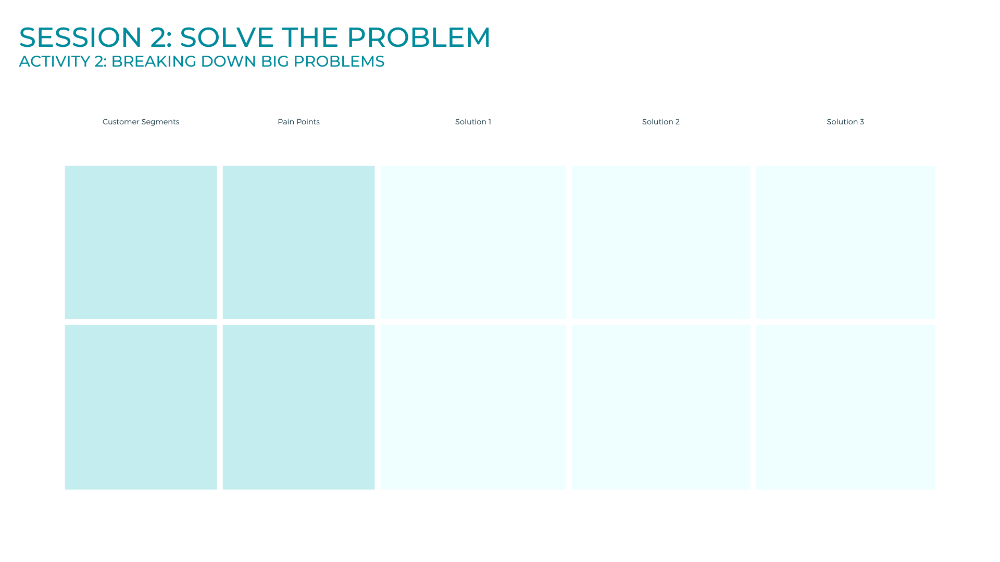 SESSION 2: SOLVE THE PROBLEM
ACTIVITY 2: BREAKING DOWN BIG PROBLEMS
Customer Segments
Pain Points
Solution 1
Solution 2
Solution 3